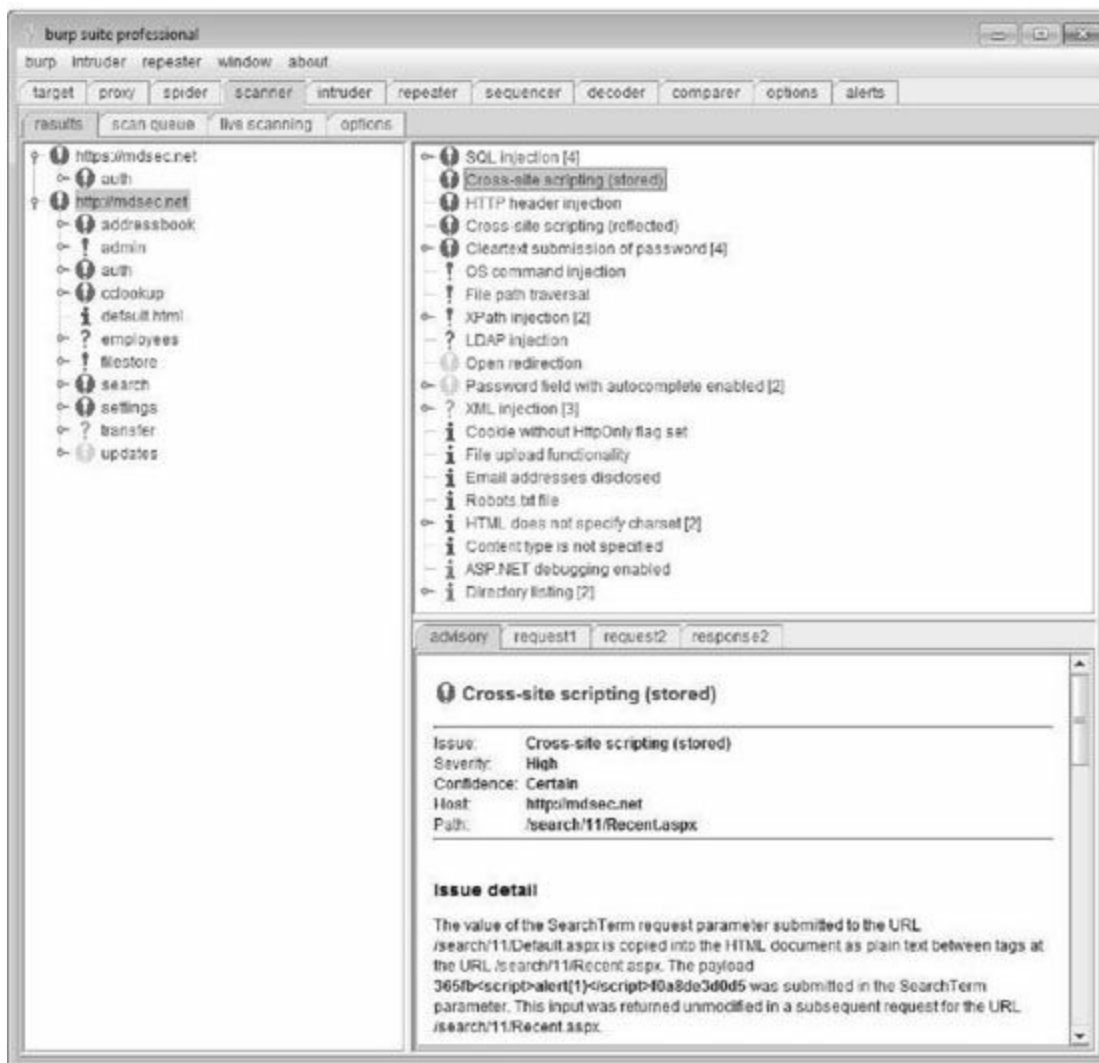 burp suite professional
burp intruder repeater window about
target proxy spider scanner intruder repeater sequencer decoder comparer options alerts
results scan queue live scanning options
https://mdsec.net
auth
http://mdsec.net
addressbook
admin
auth
cclookup
default.html
employees
filestore
search
settings
transfer
updates
SQL injection [4]
Cross-site scripting (stored)
HTTP header injection
Cross-site scripting (reflected)
Cleartext submission of password [4]
OS command injection
File path traversal
XPath injection [2]
LDAP injection
Open redirection
Password field with autocomplete enabled [2]
XML injection [3]
Cookie without HttpOnly flag set
File upload functionality
Email addresses disclosed
Robots.txt file
HTML does not specify charset [2]
Content type is not specified
ASP.NET debugging enabled
Directory listing [2]
advisory request1 request2 response2
Cross-site scripting (stored)
Issue: Cross-site scripting (stored)
Severity: High
Confidence: Certain
Host: http://mdsec.net
Path: /search/11/Recent.aspx
Issue detail
The value of the SearchTerm request parameter submitted to the URL
/search/11/Default.aspx is copied into the HTML document as plain text between tags at
the URL /search/11/Recent.aspx. The payload
365fb<script>alert(1)</script>f0a8de3d0d5 was submitted in the SearchTerm
parameter. This input was returned unmodified in a subsequent request for the URL
/search/11/Recent.aspx.